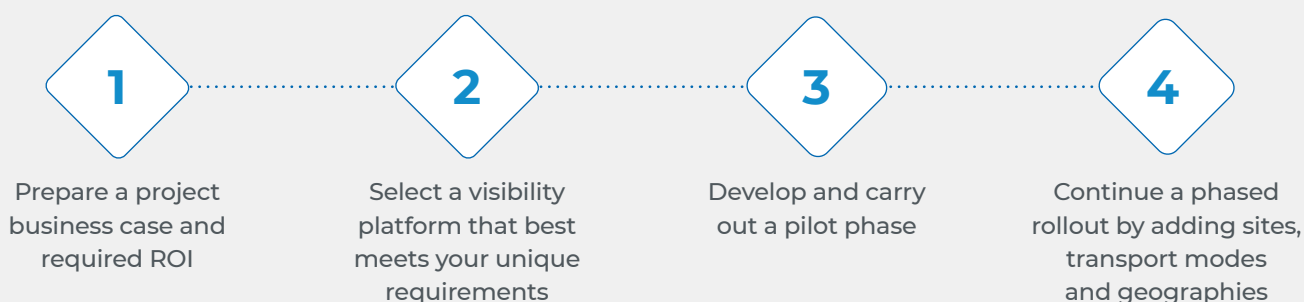 1
Prepare a project
business case and
required ROI
2
Select a visibility
platform that best
meets your unique
requirements
3
Develop and carry
out a pilot phase
4
Continue a phased
rollout by adding sites,
transport modes
and geographies